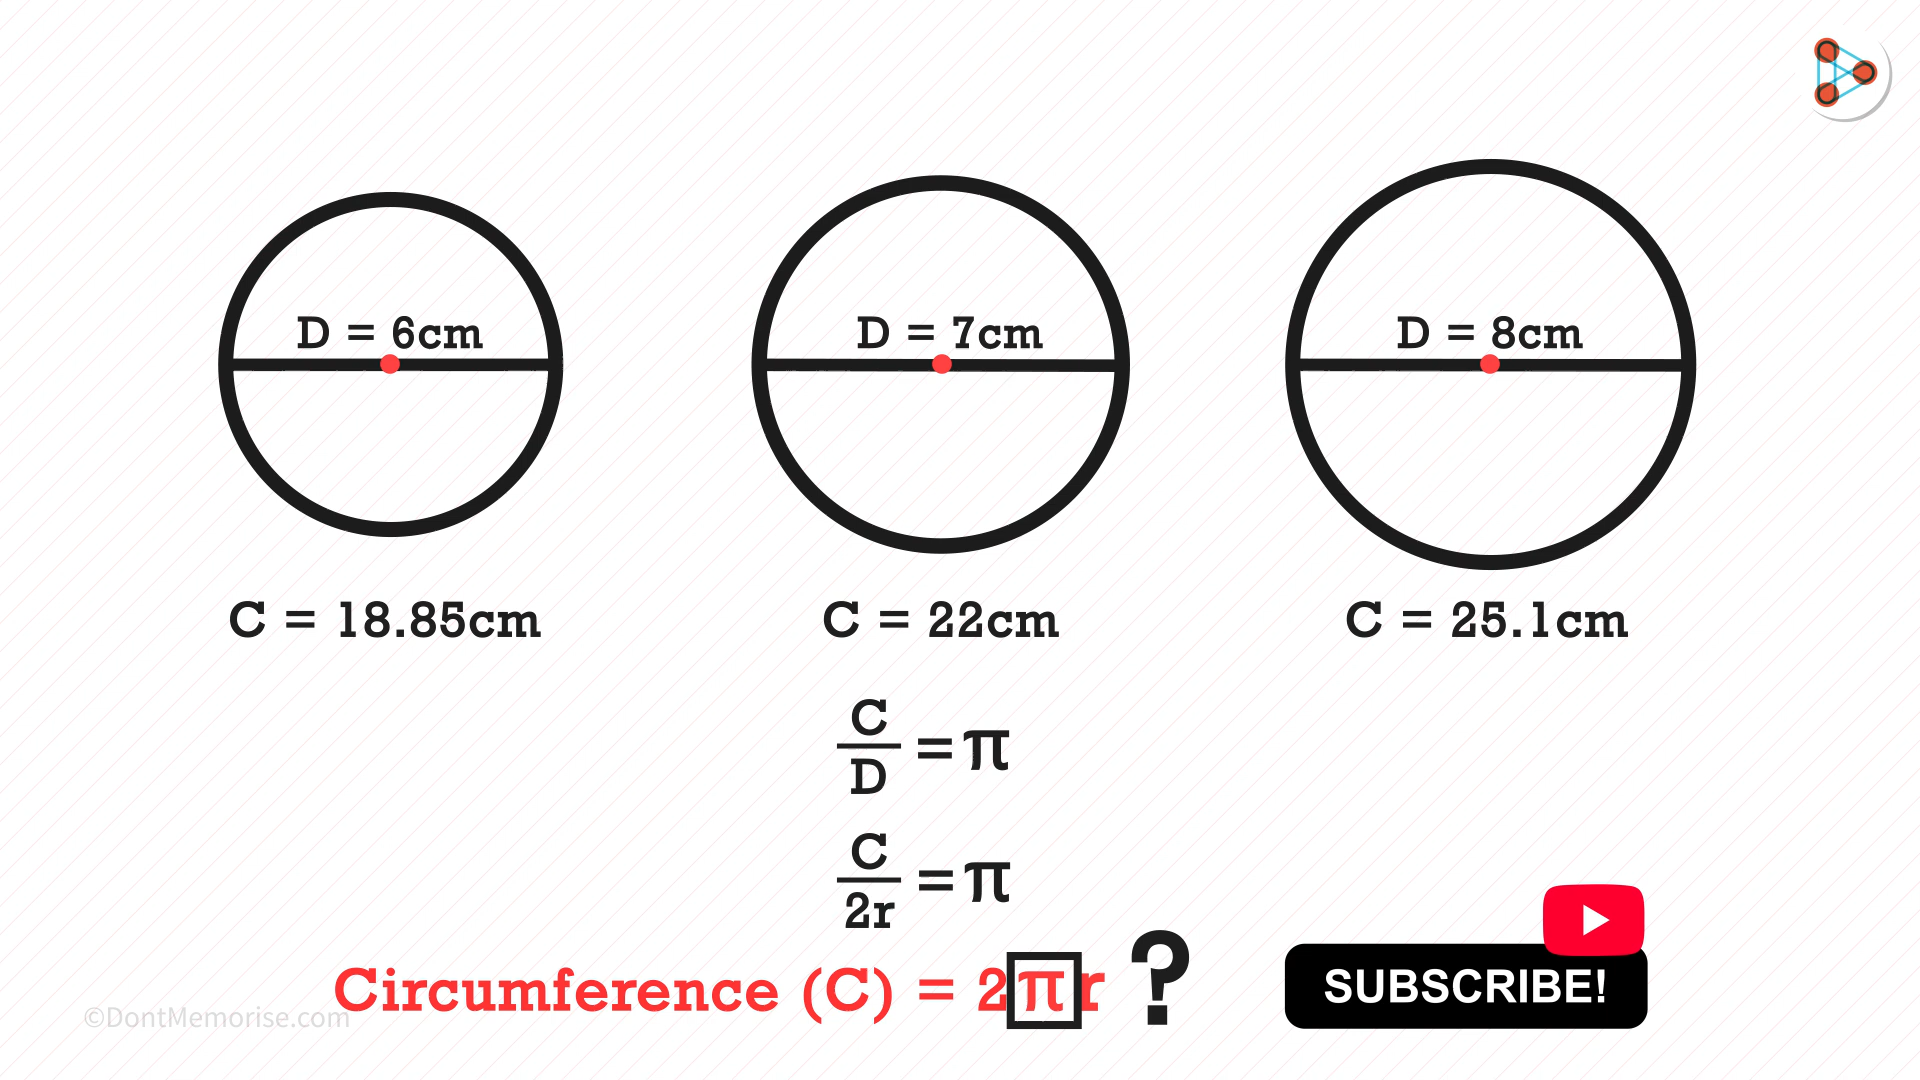 D = 6cm
D = 7cm
D = 8cm
C = 18.85cm
C = 22cm
C = 25.1cm
C
D
=π
C
2r
=π
Circumference (C) = 2πr ?
SUBSCRIBE!
©DontMemorise.com